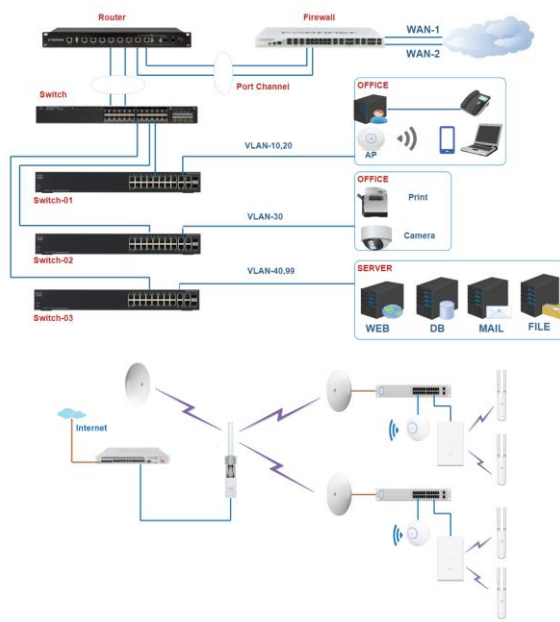 Router
Firewall
FORTINET
WAN-1
WAN-2
Port Channel
Switch
OFFICE
AP
VLAN-10,20
Switch-01
OFFICE
Print
Camera
VLAN-30
Switch-02
SERVER
VLAN-40,99
WEB
DB
MAIL
FILE
Switch-03
Internet